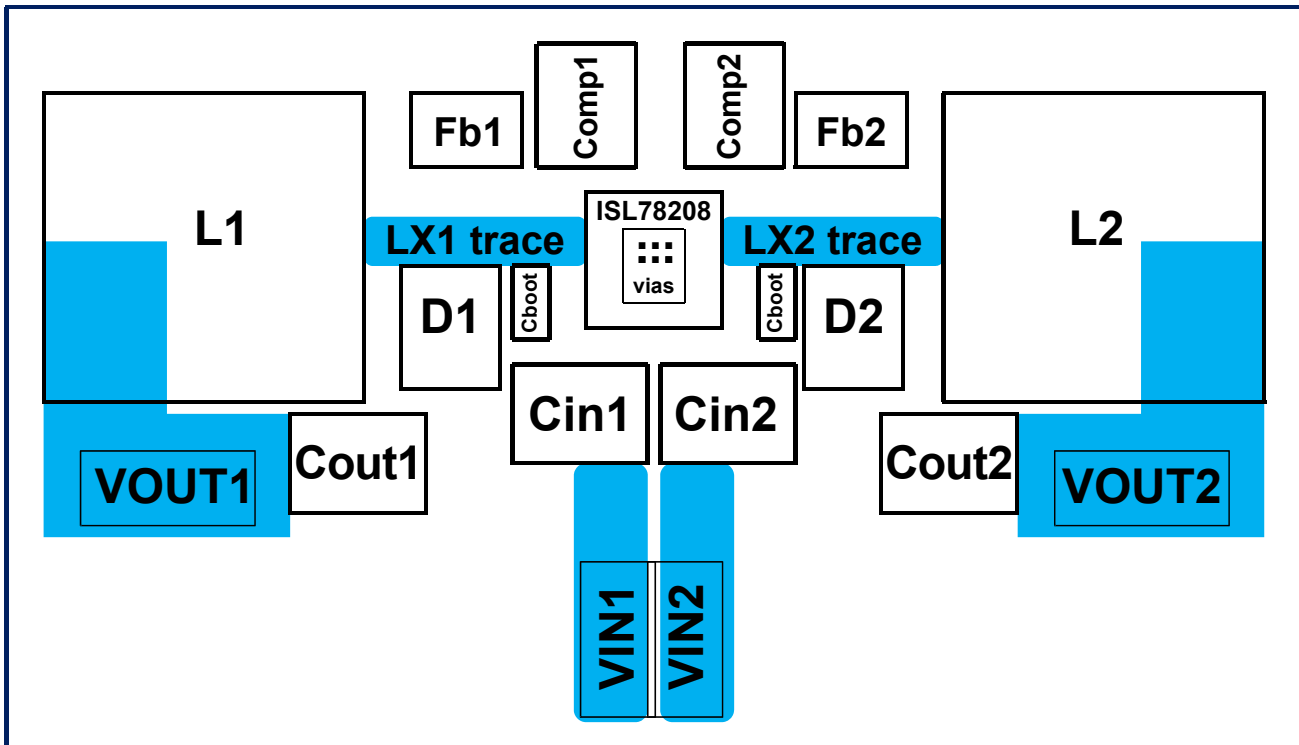 Comp1
Comp2
Fb1
Fb2
L1
ISL78208
L2
LX1 trace
LX2 trace
vias
D1
Cboot
Cboot
D2
Cin1
Cin2
Cout1
Cout2
VOUT1
VOUT2
VIN1
VIN2